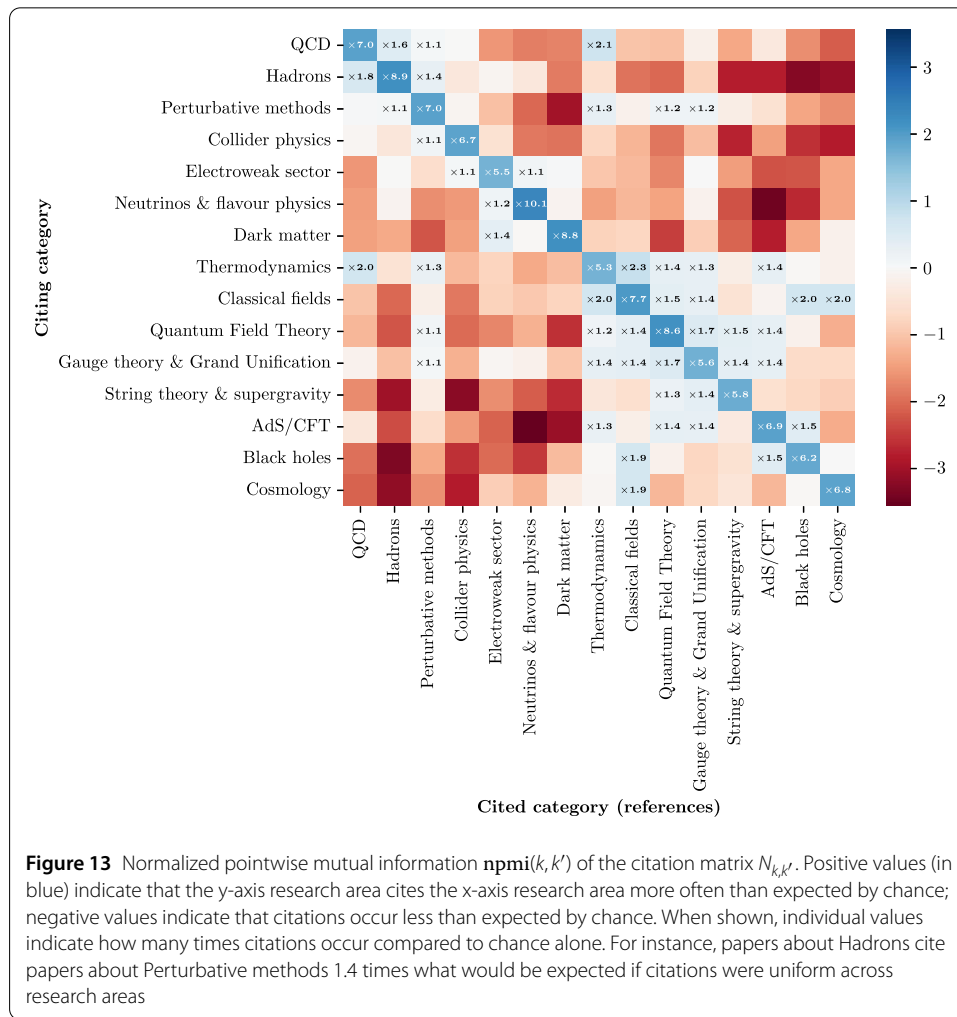 QCD ×7.0 ×1.6 ×1.1 ×2.1
Hadrons ×1.8 ×8.9 ×1.4
Perturbative methods ×1.1 ×7.0 ×1.3 ×1.2 ×1.2
Collider physics ×1.1 ×6.7
Electroweak sector ×1.1 ×5.5 ×1.1
Neutrinos & flavour physics ×1.2 ×10.1
Dark matter ×1.4 ×8.8
Thermodynamics ×2.0 ×1.3 ×5.3 ×2.3 ×1.4 ×1.3 ×1.4
Classical fields ×2.0 ×7.7 ×1.5 ×1.4 ×2.0 ×2.0
Quantum Field Theory ×1.1 ×1.2 ×1.4 ×8.6 ×1.7 ×1.5 ×1.4
Gauge theory & Grand Unification ×1.1 ×1.4 ×1.4 ×1.7 ×5.6 ×1.4 ×1.4
String theory & supergravity ×1.3 ×1.4 ×5.8
AdS/CFT ×1.3 ×1.4 ×1.4 ×6.9 ×1.5
Black holes ×1.9 ×1.5 ×6.2
Cosmology ×1.9 ×6.8
Citing category
QCD
Hadrons
Perturbative methods
Collider physics
Electroweak sector
Neutrinos & flavour physics
Dark matter
Thermodynamics
Classical fields
Quantum Field Theory
Gauge theory & Grand Unification
String theory & supergravity
AdS/CFT
Black holes
Cosmology
Cited category (references)
3
2
1
0
−1
−2
−3
Figure 13 Normalized pointwise mutual information npmi(k, k′) of the citation matrix N_{k,k′}. Positive values (in
blue) indicate that the y-axis research area cites the x-axis research area more often than expected by chance;
negative values indicate that citations occur less than expected by chance. When shown, individual values
indicate how many times citations occur compared to chance alone. For instance, papers about Hadrons cite
papers about Perturbative methods 1.4 times what would be expected if citations were uniform across
research areas